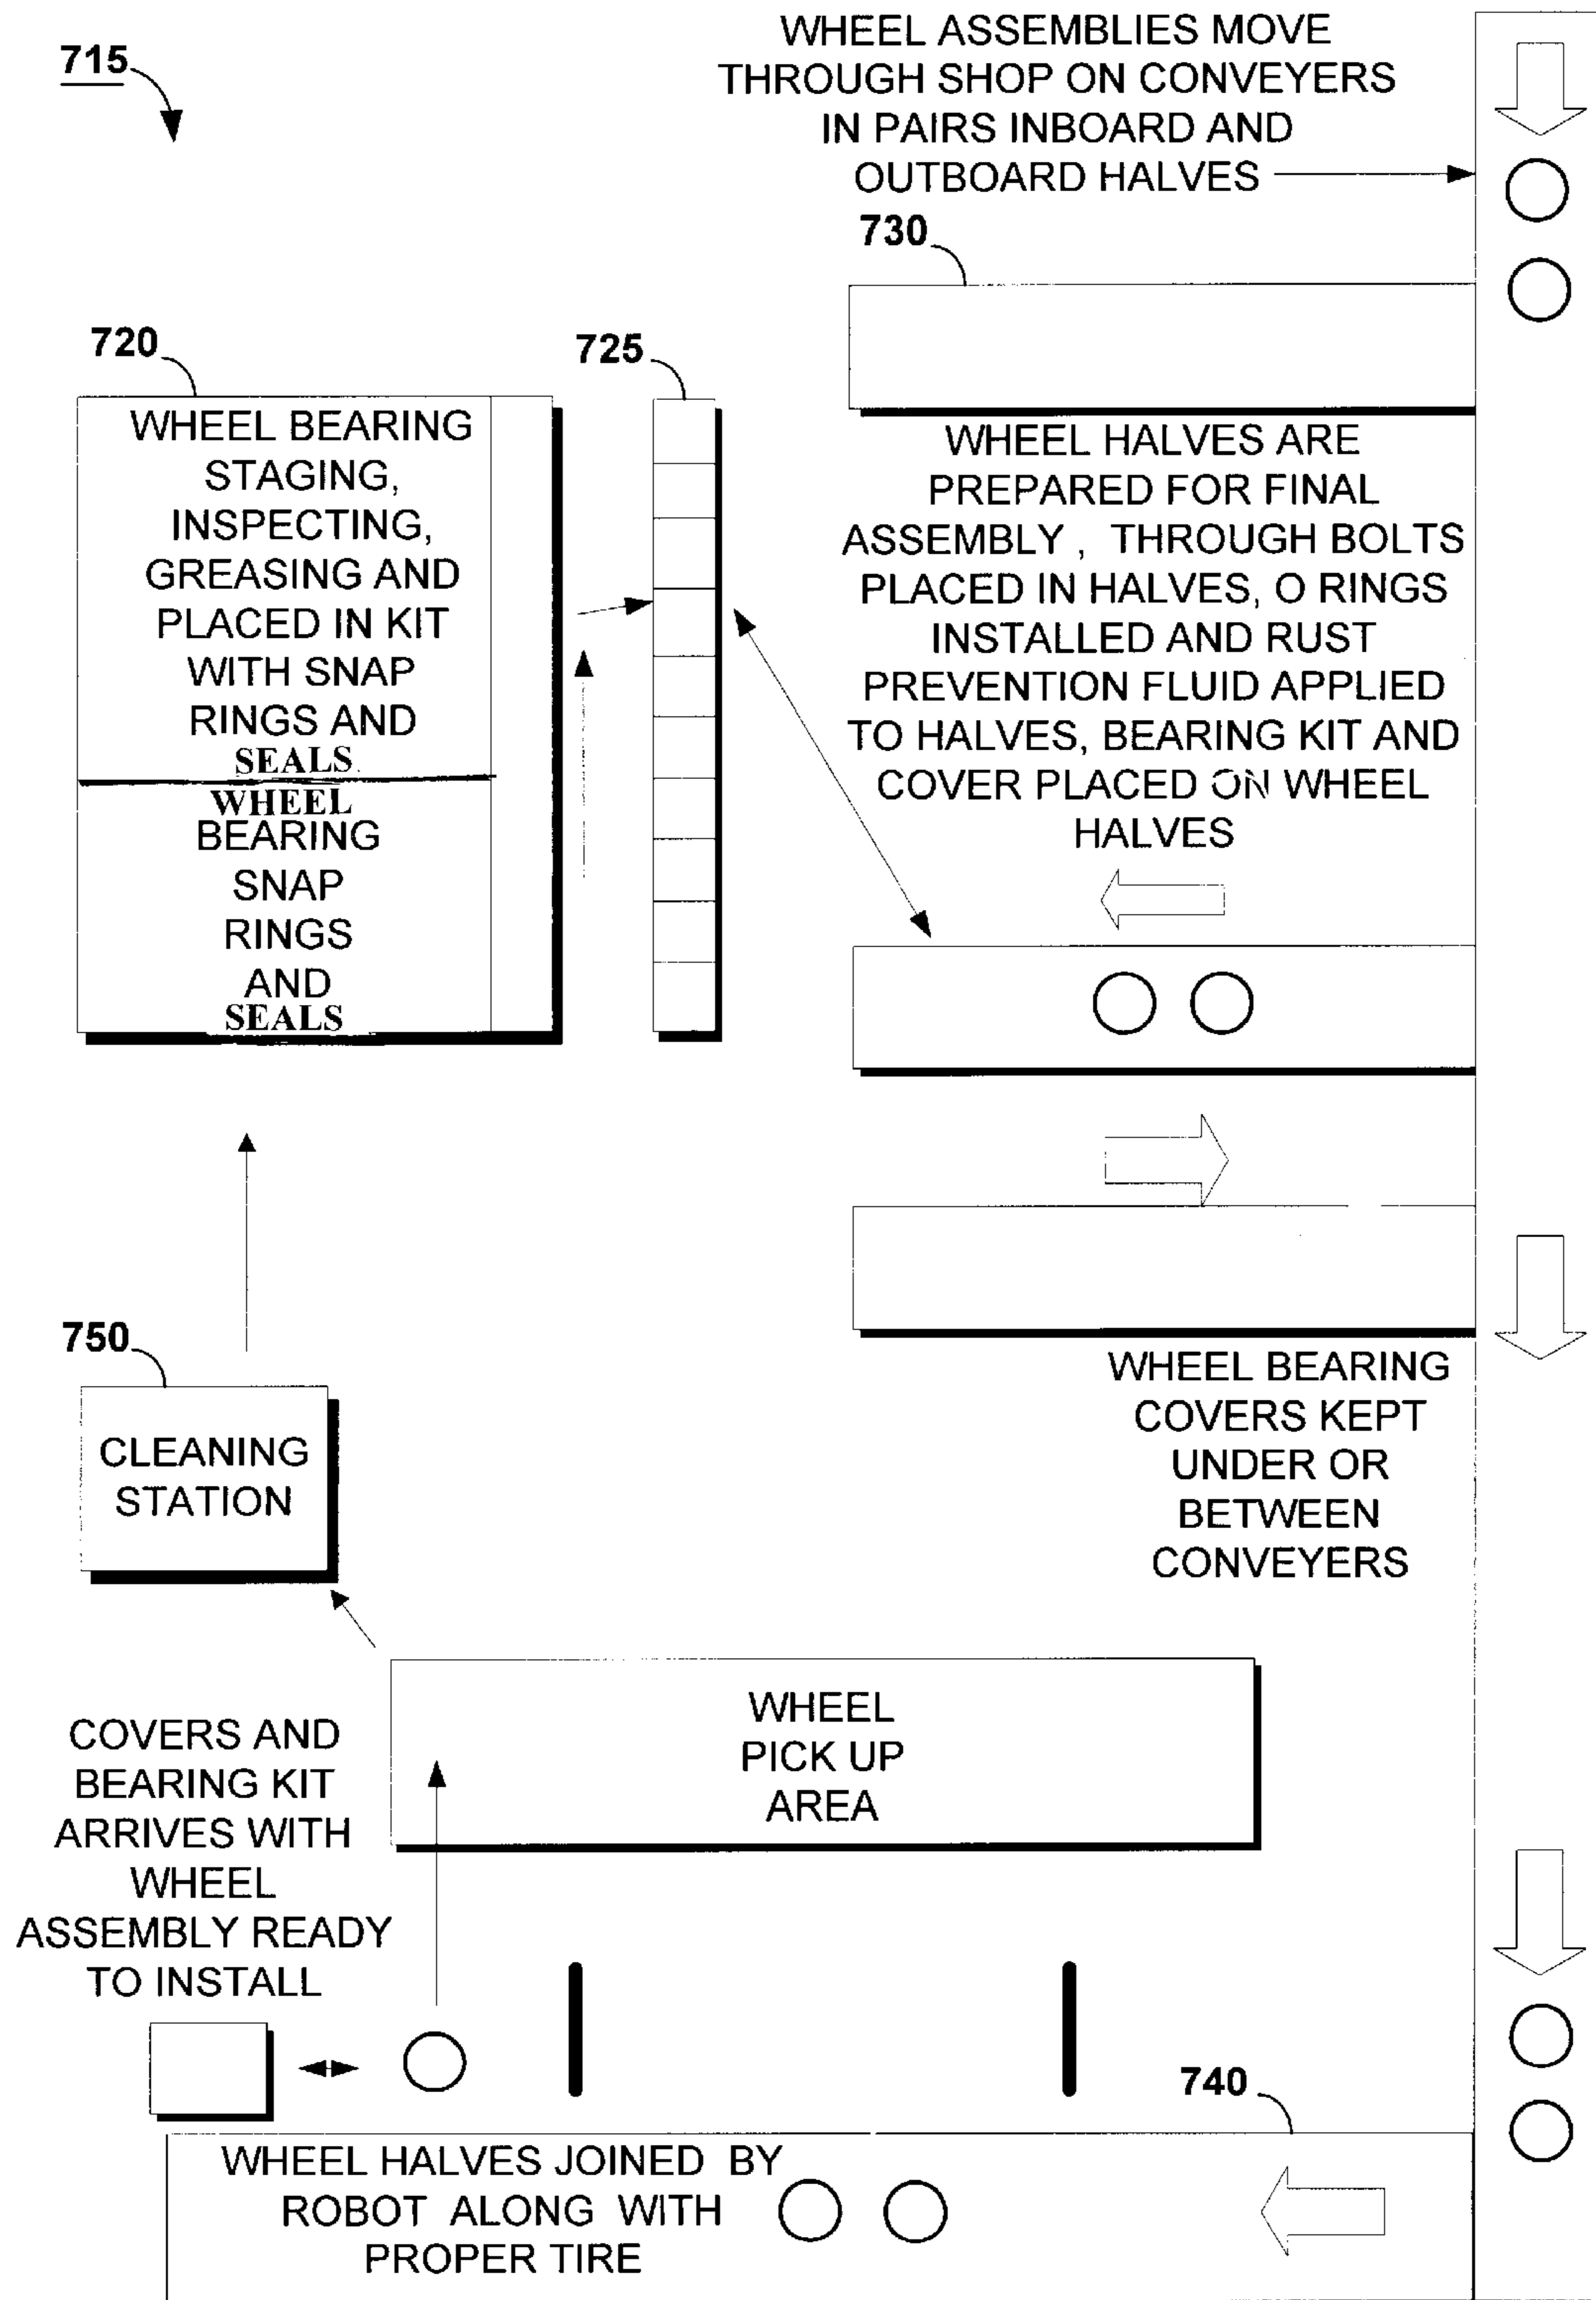 715
WHEEL ASSEMBLIES MOVE
THROUGH SHOP ON CONVEYERS
IN PAIRS INBOARD AND
OUTBOARD HALVES
730
720
WHEEL BEARING
STAGING,
INSPECTING,
GREASING AND
PLACED IN KIT
WITH SNAP
RINGS AND
SEALS
WHEEL
BEARING
SNAP
RINGS
AND
SEALS
725
WHEEL HALVES ARE
PREPARED FOR FINAL
ASSEMBLY , THROUGH BOLTS
PLACED IN HALVES, O RINGS
INSTALLED AND RUST
PREVENTION FLUID APPLIED
TO HALVES, BEARING KIT AND
COVER PLACED ON WHEEL
HALVES
750
CLEANING
STATION
WHEEL BEARING
COVERS KEPT
UNDER OR
BETWEEN
CONVEYERS
WHEEL
PICK UP
AREA
COVERS AND
BEARING KIT
ARRIVES WITH
WHEEL
ASSEMBLY READY
TO INSTALL
740
WHEEL HALVES JOINED BY
ROBOT ALONG WITH
PROPER TIRE